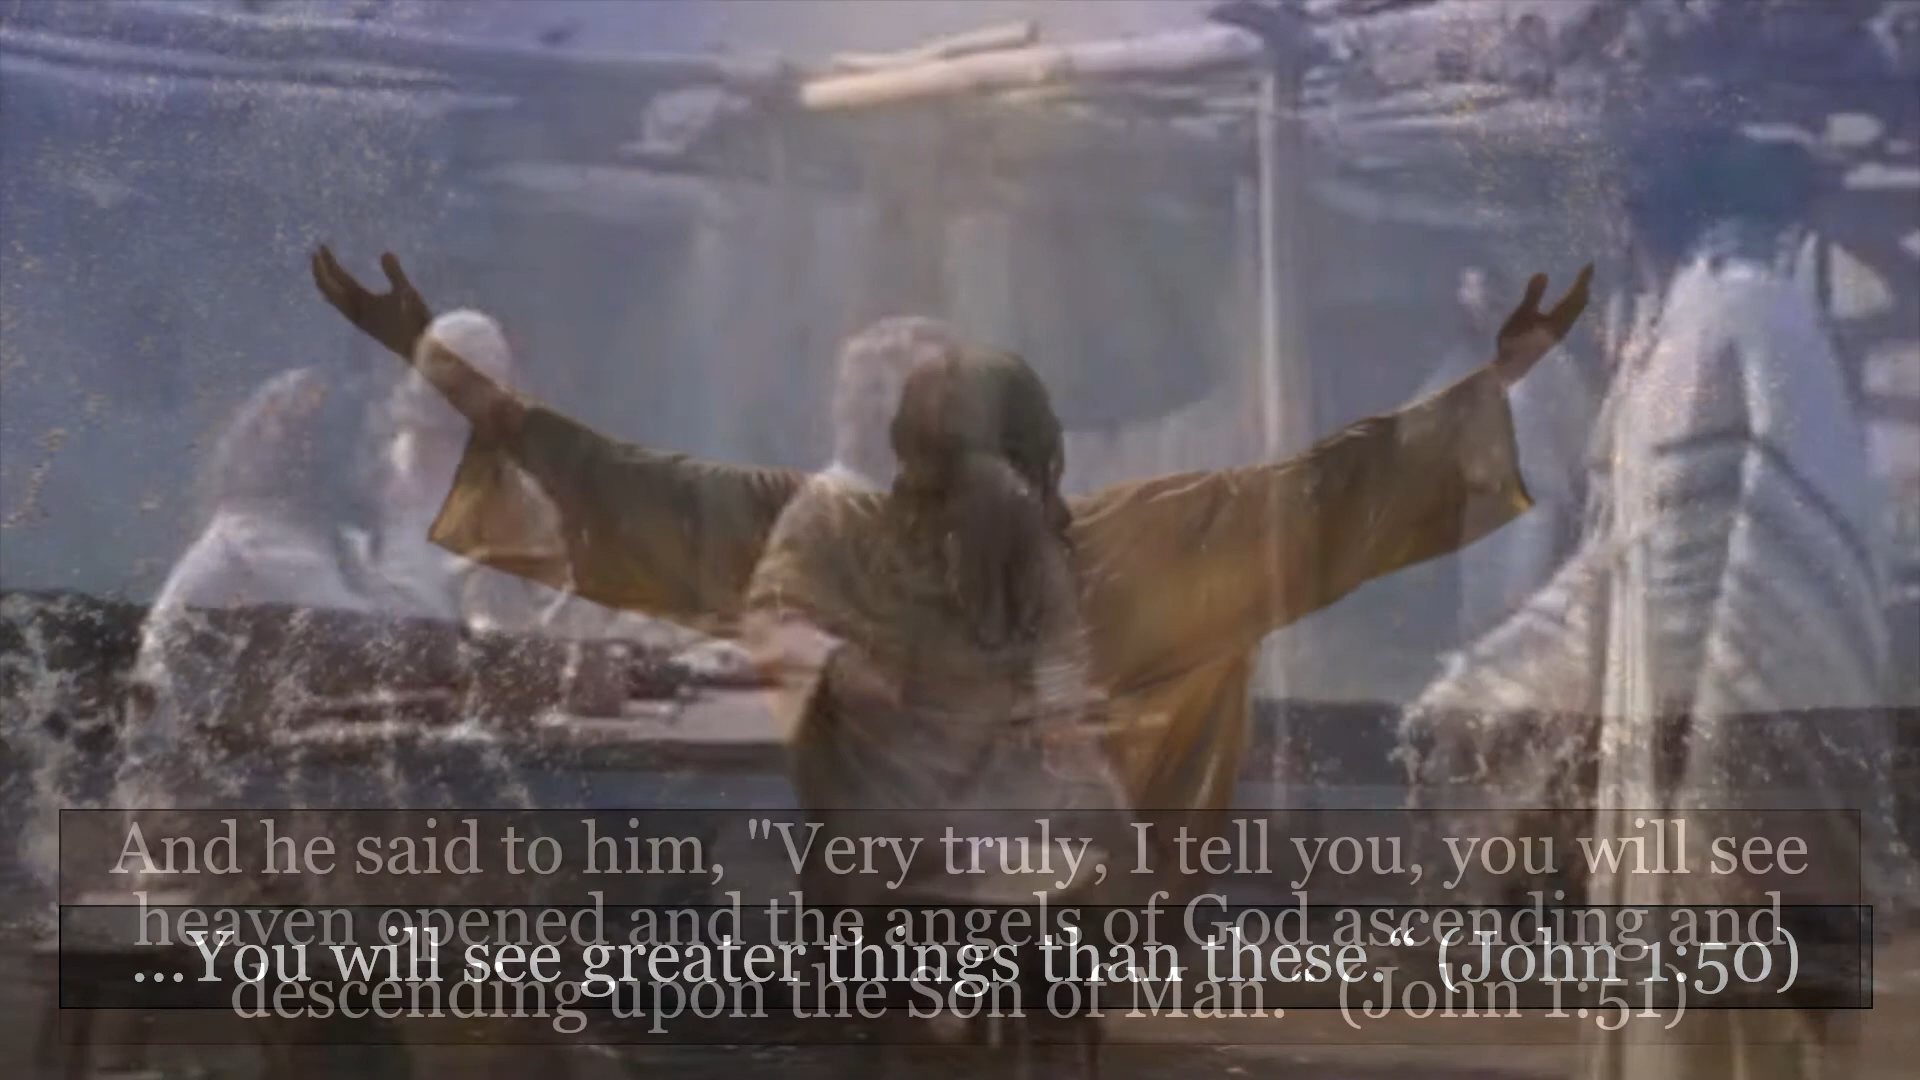 And he said to him, "Very truly, I tell you, you will see
heaven opened and the angels of God ascending and
descending upon the Son of Man.“ (John 1:51)
...You will see greater things than these.“ (John 1:50)